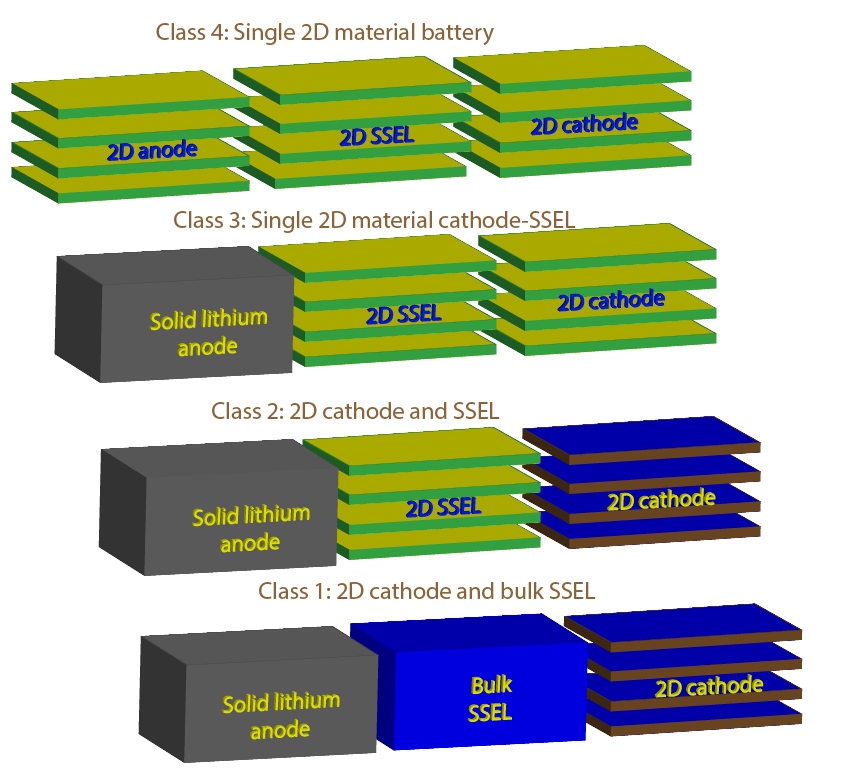 Class 4: Single 2D material battery
2D anode
2D SSEL
2D cathode
Class 3: Single 2D material cathode-SSEL
Solid lithium
anode
2D SSEL
2D cathode
Class 2: 2D cathode and SSEL
Solid lithium
anode
2D SSEL
2D cathode
Class 1: 2D cathode and bulk SSEL
Solid lithium
anode
Bulk
SSEL
2D cathode